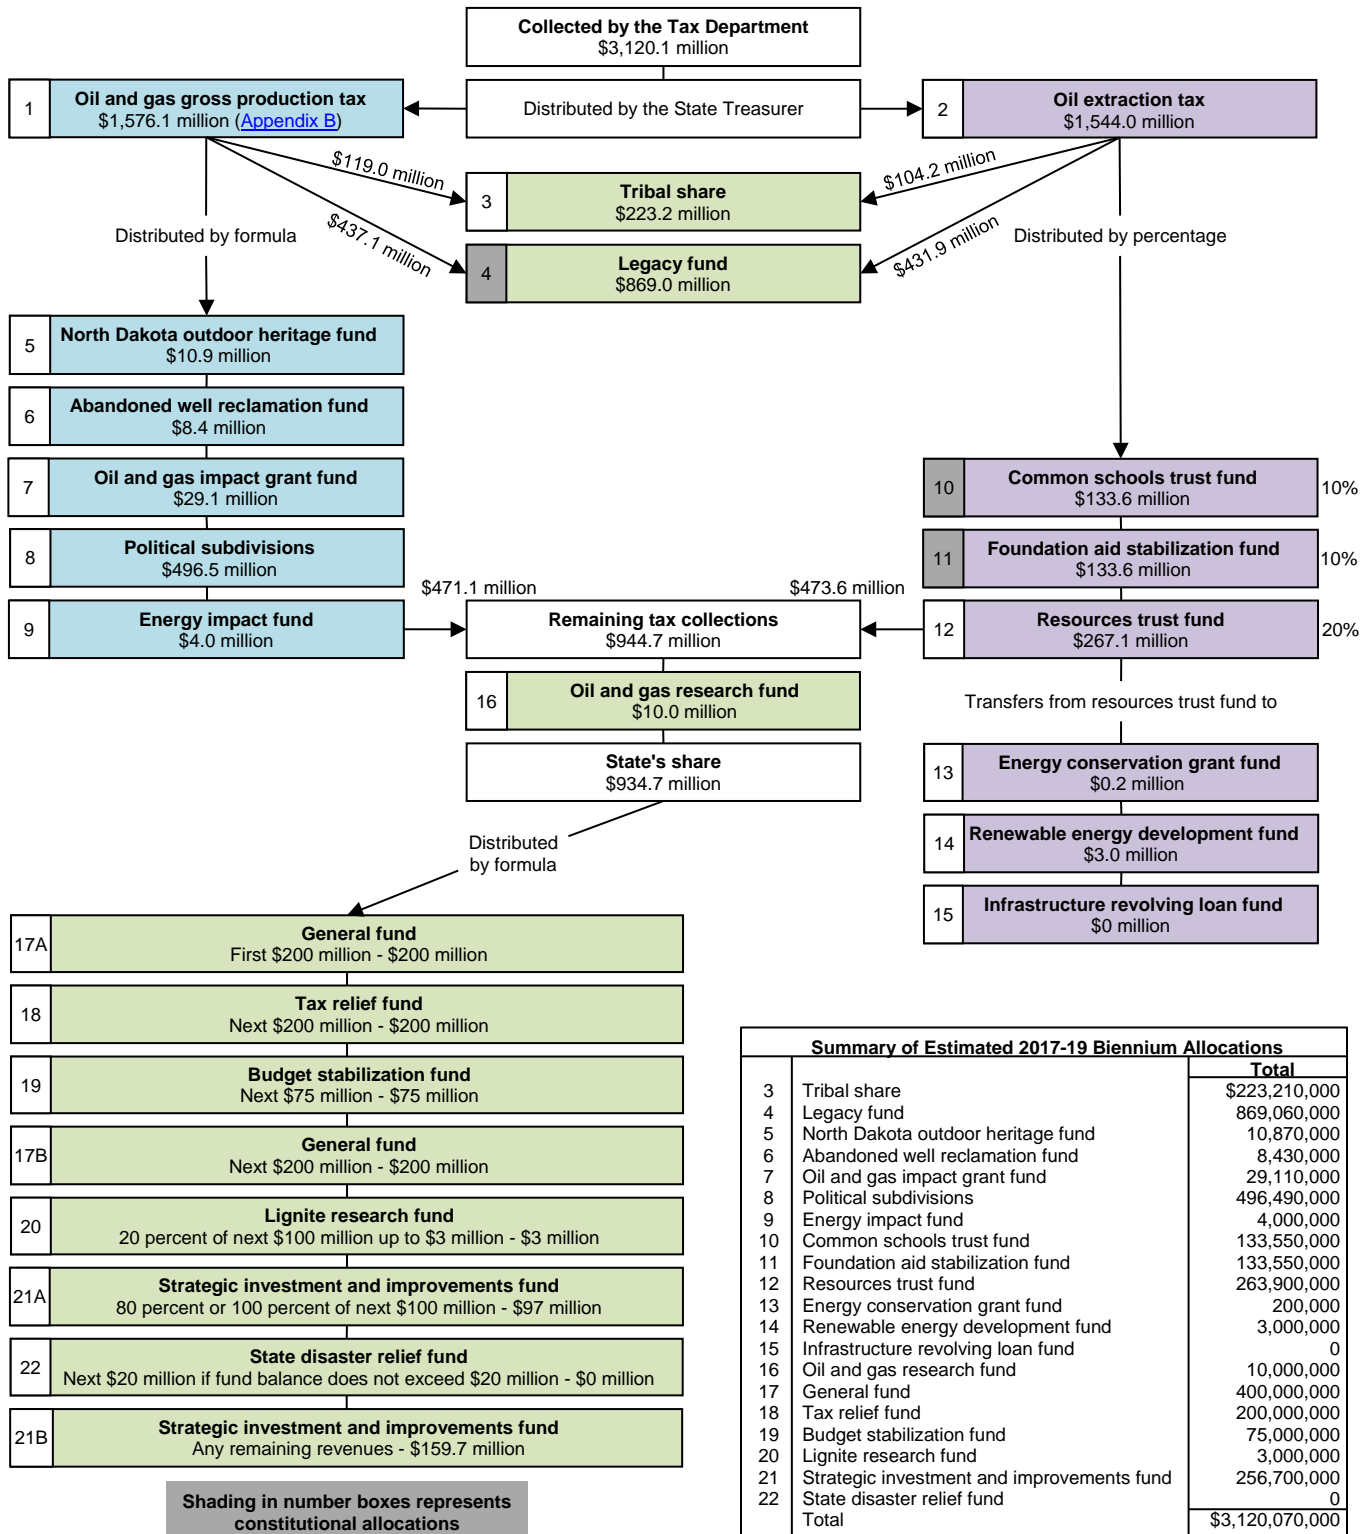 Collected by the Tax Department
$3,120.1 million
1
Oil and gas gross production tax
$1,576.1 million (Appendix B)
Distributed by the State Treasurer
2
Oil extraction tax
$1,544.0 million
$119.0 million
$104.2 million
3
Tribal share
$223.2 million
Distributed by formula
$437.1 million
$431.9 million
Distributed by percentage
4
Legacy fund
$869.0 million
5
North Dakota outdoor heritage fund
$10.9 million
6
Abandoned well reclamation fund
$8.4 million
7
Oil and gas impact grant fund
$29.1 million
10
Common schools trust fund
$133.6 million
10%
8
Political subdivisions
$496.5 million
11
Foundation aid stabilization fund
$133.6 million
10%
$471.1 million
$473.6 million
9
Energy impact fund
$4.0 million
Remaining tax collections
$944.7 million
12
Resources trust fund
$267.1 million
20%
16
Oil and gas research fund
$10.0 million
Transfers from resources trust fund to
State's share
$934.7 million
13
Energy conservation grant fund
$0.2 million
14
Renewable energy development fund
$3.0 million
15
Infrastructure revolving loan fund
$0 million
Distributed
by formula
17A
General fund
First $200 million - $200 million
18
Tax relief fund
Next $200 million - $200 million
19
Budget stabilization fund
Next $75 million - $75 million
17B
General fund
Next $200 million - $200 million
20
Lignite research fund
20 percent of next $100 million up to $3 million - $3 million
21A
Strategic investment and improvements fund
80 percent or 100 percent of next $100 million - $97 million
22
State disaster relief fund
Next $20 million if fund balance does not exceed $20 million - $0 million
21B
Strategic investment and improvements fund
Any remaining revenues - $159.7 million
Shading in number boxes represents
constitutional allocations
Summary of Estimated 2017-19 Biennium Allocations
Total
3 Tribal share $223,210,000
4 Legacy fund 869,060,000
5 North Dakota outdoor heritage fund 10,870,000
6 Abandoned well reclamation fund 8,430,000
7 Oil and gas impact grant fund 29,110,000
8 Political subdivisions 496,490,000
9 Energy impact fund 4,000,000
10 Common schools trust fund 133,550,000
11 Foundation aid stabilization fund 133,550,000
12 Resources trust fund 263,900,000
13 Energy conservation grant fund 200,000
14 Renewable energy development fund 3,000,000
15 Infrastructure revolving loan fund 0
16 Oil and gas research fund 10,000,000
17 General fund 400,000,000
18 Tax relief fund 200,000,000
19 Budget stabilization fund 75,000,000
20 Lignite research fund 3,000,000
21 Strategic investment and improvements fund 256,700,000
22 State disaster relief fund 0
Total $3,120,070,000